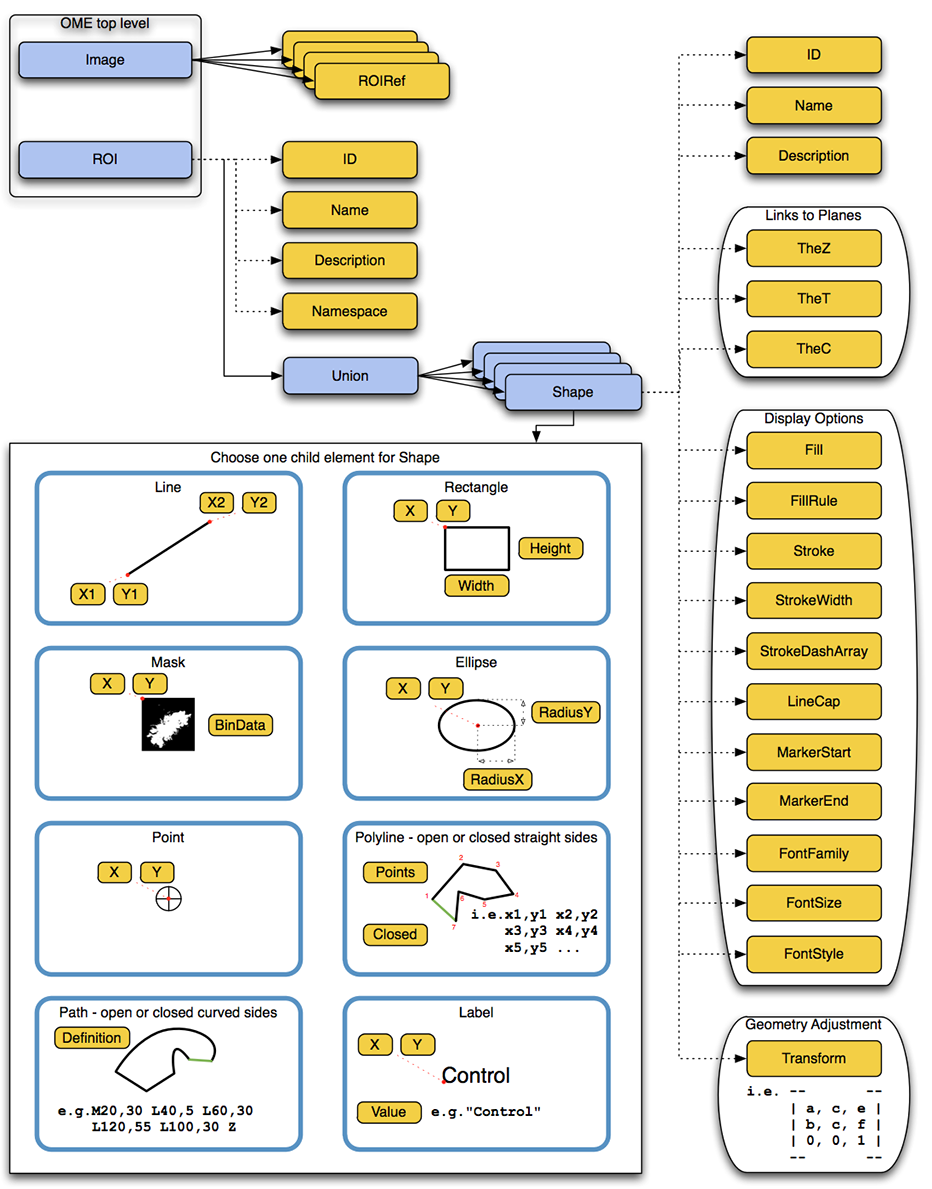 OME top level
Image
ROIRef
ROI
ID
Name
Description
Namespace
Union
Shape
ID
Name
Description
Links to Planes
TheZ
TheT
TheC
Display Options
Fill
FillRule
Stroke
StrokeWidth
StrokeDashArray
LineCap
MarkerStart
MarkerEnd
FontFamily
FontSize
FontStyle
Geometry Adjustment
Transform
i.e. -- --
| a, c, e |
| b, c, f |
| 0, 0, 1 |
-- --
Choose one child element for Shape
Line
X2 Y2
X1 Y1
Rectangle
X Y
Height
Width
Mask
X Y
BinData
Ellipse
X Y
RadiusY
RadiusX
Point
X Y
Polyline - open or closed straight sides
Points
Closed
1 2 3 4 5 6 7
i.e.x1,y1 x2,y2
x3,y3 x4,y4
x5,y5 ...
Path - open or closed curved sides
Definition
e.g.M20,30 L40,5 L60,30
L120,55 L100,30 Z
Label
X Y
Control
Value e.g."Control"